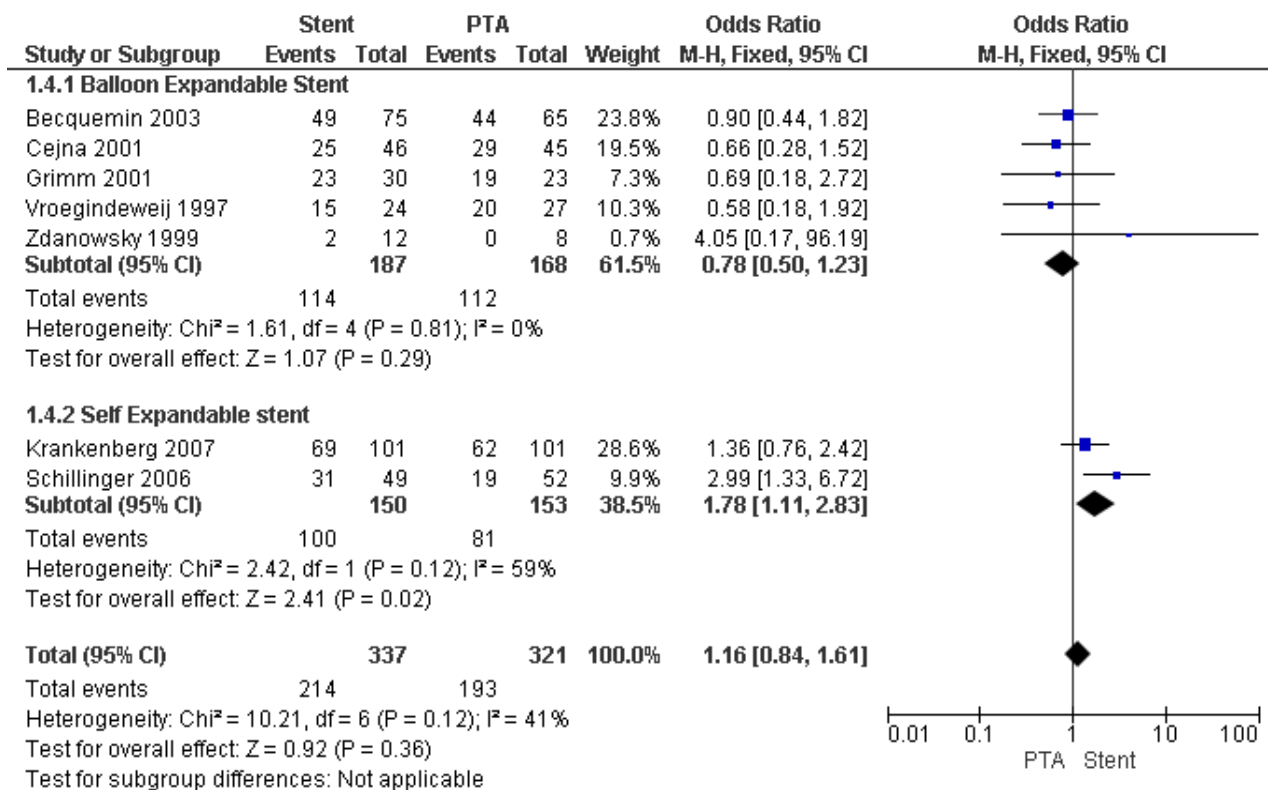 Stent PTA Odds Ratio Odds Ratio
Study or Subgroup Events Total Events Total Weight M-H, Fixed, 95% CI M-H, Fixed, 95% CI
1.4.1 Balloon Expandable Stent
Becquemin 2003 49 75 44 65 23.8% 0.90 [0.44, 1.82]
Cejna 2001 25 46 29 45 19.5% 0.66 [0.28, 1.52]
Grimm 2001 23 30 19 23 7.3% 0.69 [0.18, 2.72]
Vroegindeweij 1997 15 24 20 27 10.3% 0.58 [0.18, 1.92]
Zdanowsky 1999 2 12 0 8 0.7% 4.05 [0.17, 96.19]
Subtotal (95% CI) 187 168 61.5% 0.78 [0.50, 1.23]
Total events 114 112
Heterogeneity: Chi² = 1.61, df = 4 (P = 0.81); I² = 0%
Test for overall effect: Z = 1.07 (P = 0.29)
1.4.2 Self Expandable stent
Krankenberg 2007 69 101 62 101 28.6% 1.36 [0.76, 2.42]
Schillinger 2006 31 49 19 52 9.9% 2.99 [1.33, 6.72]
Subtotal (95% CI) 150 153 38.5% 1.78 [1.11, 2.83]
Total events 100 81
Heterogeneity: Chi² = 2.42, df = 1 (P = 0.12); I² = 59%
Test for overall effect: Z = 2.41 (P = 0.02)
Total (95% CI) 337 321 100.0% 1.16 [0.84, 1.61]
Total events 214 193
Heterogeneity: Chi² = 10.21, df = 6 (P = 0.12); I² = 41%
Test for overall effect: Z = 0.92 (P = 0.36)
Test for subgroup differences: Not applicable
0.01 0.1 1 10 100
PTA Stent